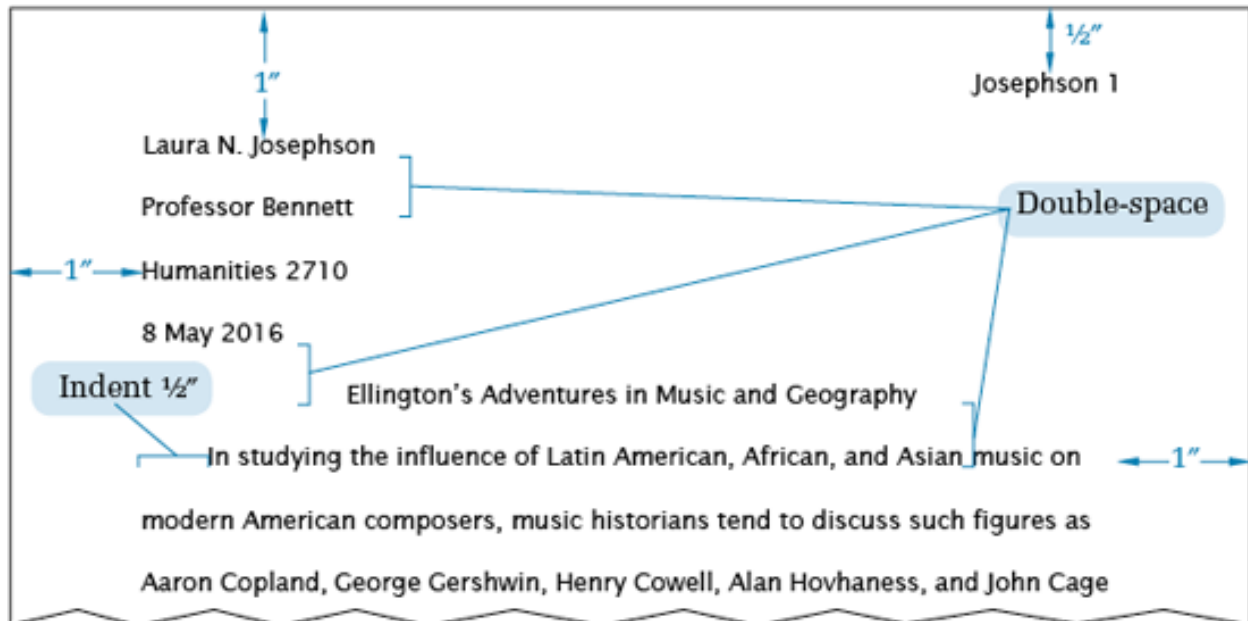 ½″
1″
Josephson 1
Laura N. Josephson
Professor Bennett
Double-space
1″
Humanities 2710
8 May 2016
Indent ½″
Ellington's Adventures in Music and Geography
In studying the influence of Latin American, African, and Asian music on
1″
modern American composers, music historians tend to discuss such figures as
Aaron Copland, George Gershwin, Henry Cowell, Alan Hovhaness, and John Cage